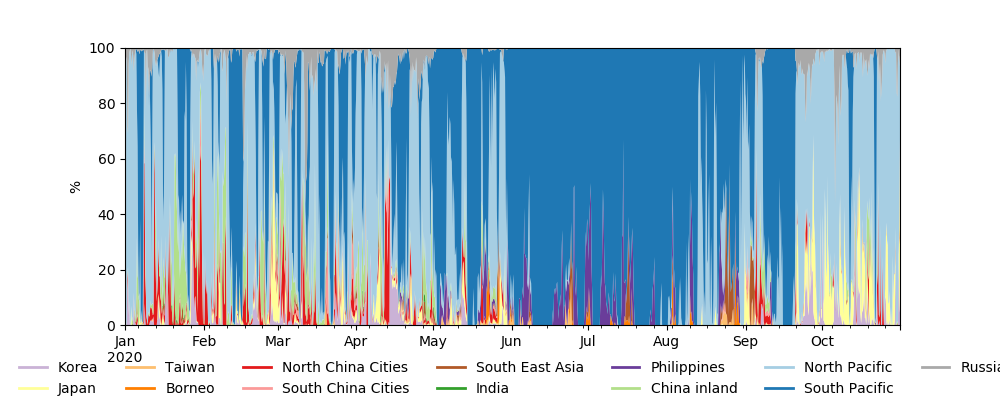 100
80
60
40
20
0
%
Jan Feb Mar Apr May Jun Jul Aug Sep Oct
2020
Korea Taiwan North China Cities South East Asia Philippines North Pacific Russia
Japan Borneo South China Cities India China inland South Pacific